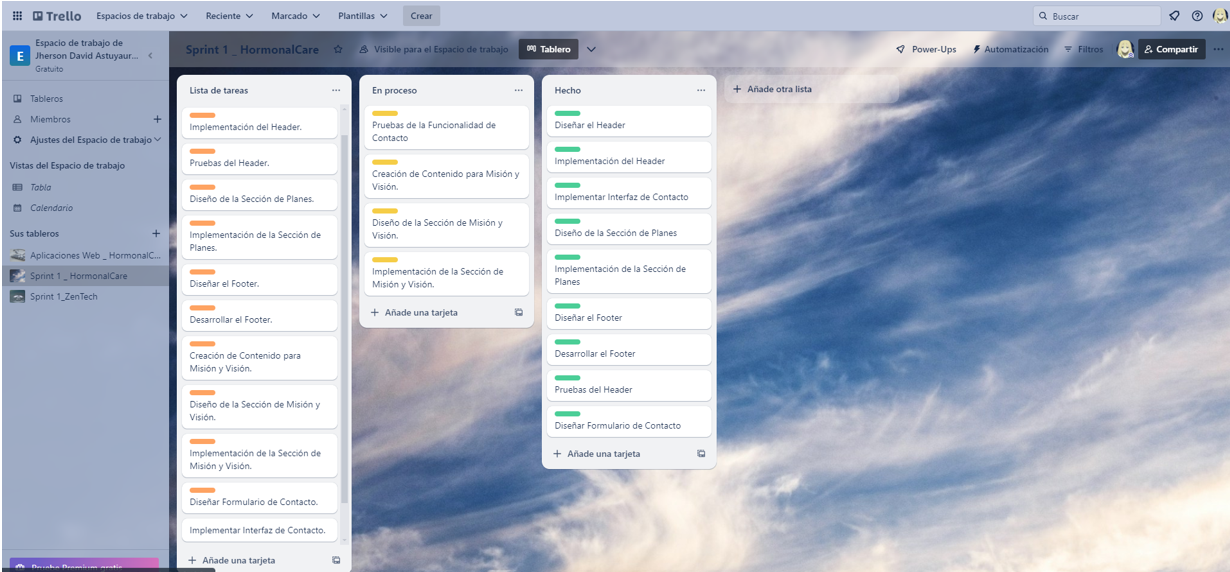 Trello
Espacios de trabajo
Reciente
Marcado
Plantillas
Crear
Buscar
E
Espacio de trabajo de
Jherson David Astuyaur...
Gratuito
Sprint 1 _ HormonalCare
Visible para el Espacio de trabajo
Tablero
Power-Ups
Automatización
Filtros
Compartir
Tableros
Miembros
Ajustes del Espacio de trabajo
Vistas del Espacio de trabajo
Tabla
Calendario
Sus tableros
Aplicaciones Web _ HormonalC...
Sprint 1 _ HormonalCare
Sprint 1_ZenTech
Pruebe Premium gratis
Lista de tareas
Implementación del Header.
Pruebas del Header.
Diseño de la Sección de Planes.
Implementación de la Sección de
Planes.
Diseñar el Footer.
Desarrollar el Footer.
Creación de Contenido para
Misión y Visión.
Diseño de la Sección de Misión y
Visión.
Implementación de la Sección de
Misión y Visión.
Diseñar Formulario de Contacto.
Implementar Interfaz de Contacto.
Añade una tarjeta
En proceso
Pruebas de la Funcionalidad de
Contacto
Creación de Contenido para Misión y
Visión.
Diseño de la Sección de Misión y
Visión.
Implementación de la Sección de
Misión y Visión.
Añade una tarjeta
Hecho
Diseñar el Header
Implementación del Header
Implementar Interfaz de Contacto
Diseño de la Sección de Planes
Implementación de la Sección de
Planes
Diseñar el Footer
Desarrollar el Footer
Pruebas del Header
Diseñar Formulario de Contacto
Añade una tarjeta
Añade otra lista